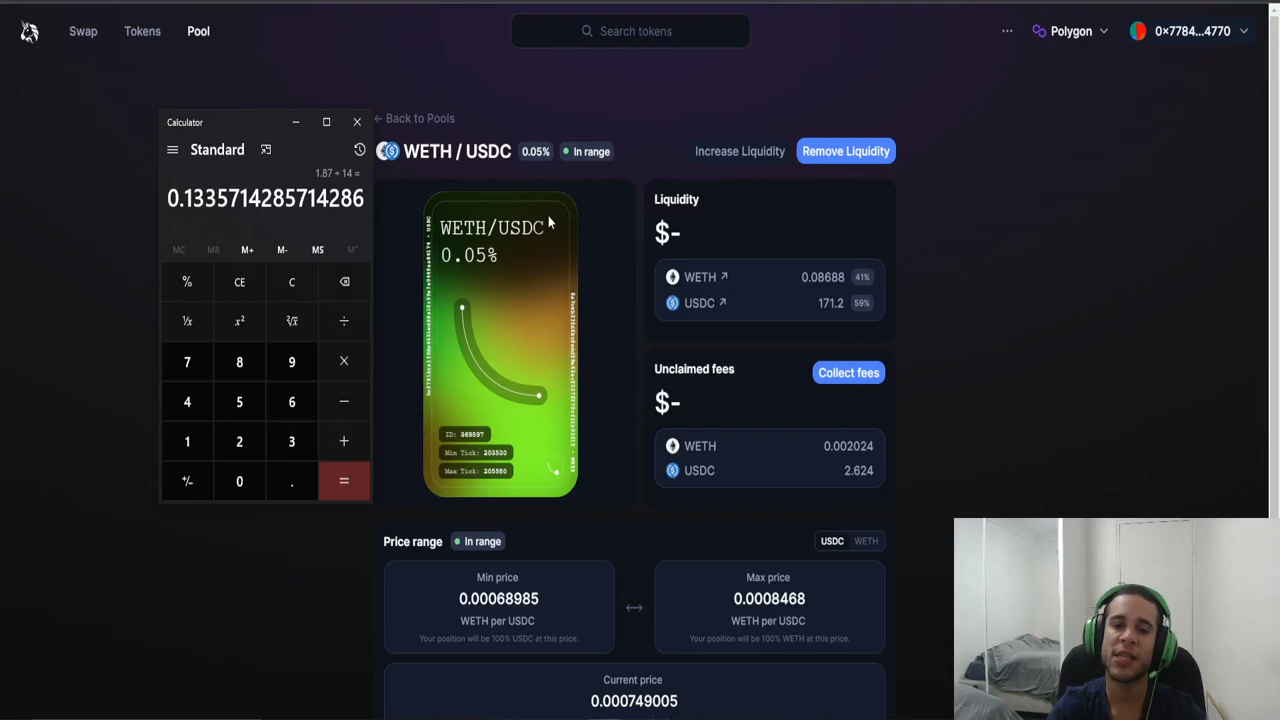 Swap
Tokens
Pool
Search tokens
Polygon
0×7784...4770
Calculator
Standard
1.87 ÷ 14 =
0.1335714285714286
MC
MR
M+
M-
MS
M˅
%
CE
C
⌫
¹/x
x²
²√x
÷
7
8
9
×
4
5
6
−
1
2
3
+
+/-
0
.
=
← Back to Pools
WETH / USDC
0.05%
In range
Increase Liquidity
Remove Liquidity
WETH/USDC
0.05%
ID: 369597
Min Tick: 203520
Max Tick: 205580
Liquidity
$-
WETH ↗
0.08688
41%
USDC ↗
171.2
59%
Unclaimed fees
Collect fees
$-
WETH
0.002024
USDC
2.624
Price range
In range
USDC
WETH
Min price
0.00068985
WETH per USDC
Your position will be 100% USDC at this price.
Max price
0.0008468
WETH per USDC
Your position will be 100% WETH at this price.
Current price
0.000749005